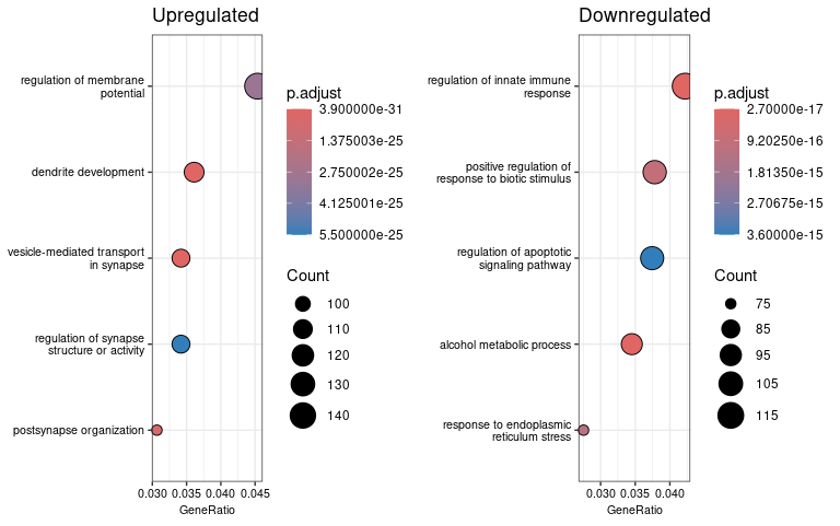 Upregulated
regulation of membrane
potential
dendrite development
vesicle-mediated transport
in synapse
regulation of synapse
structure or activity
postsynapse organization
0.030 0.035 0.040 0.045
GeneRatio
p.adjust
3.900000e-31
1.375003e-25
2.750002e-25
4.125001e-25
5.500000e-25
Count
100
110
120
130
140
Downregulated
regulation of innate immune
response
positive regulation of
response to biotic stimulus
regulation of apoptotic
signaling pathway
alcohol metabolic process
response to endoplasmic
reticulum stress
0.030 0.035 0.040
GeneRatio
p.adjust
2.70000e-17
9.20250e-16
1.81350e-15
2.70675e-15
3.60000e-15
Count
75
85
95
105
115